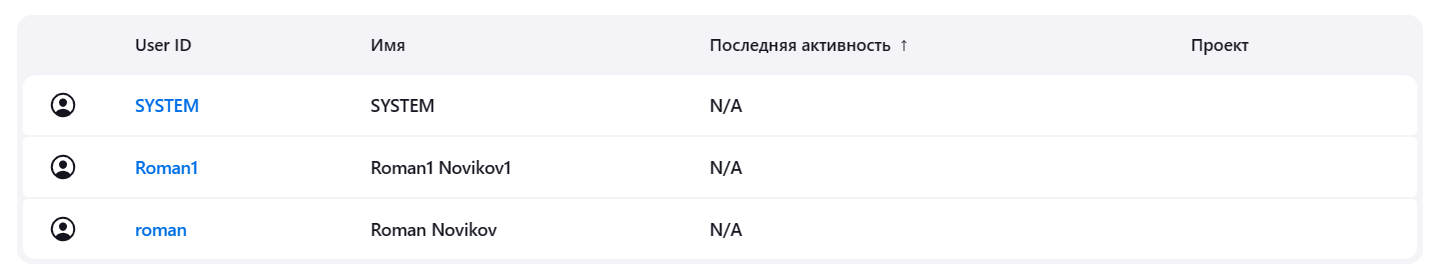 User ID Имя Последняя активность ↑ Проект
SYSTEM SYSTEM N/A
Roman1 Roman1 Novikov1 N/A
roman Roman Novikov N/A